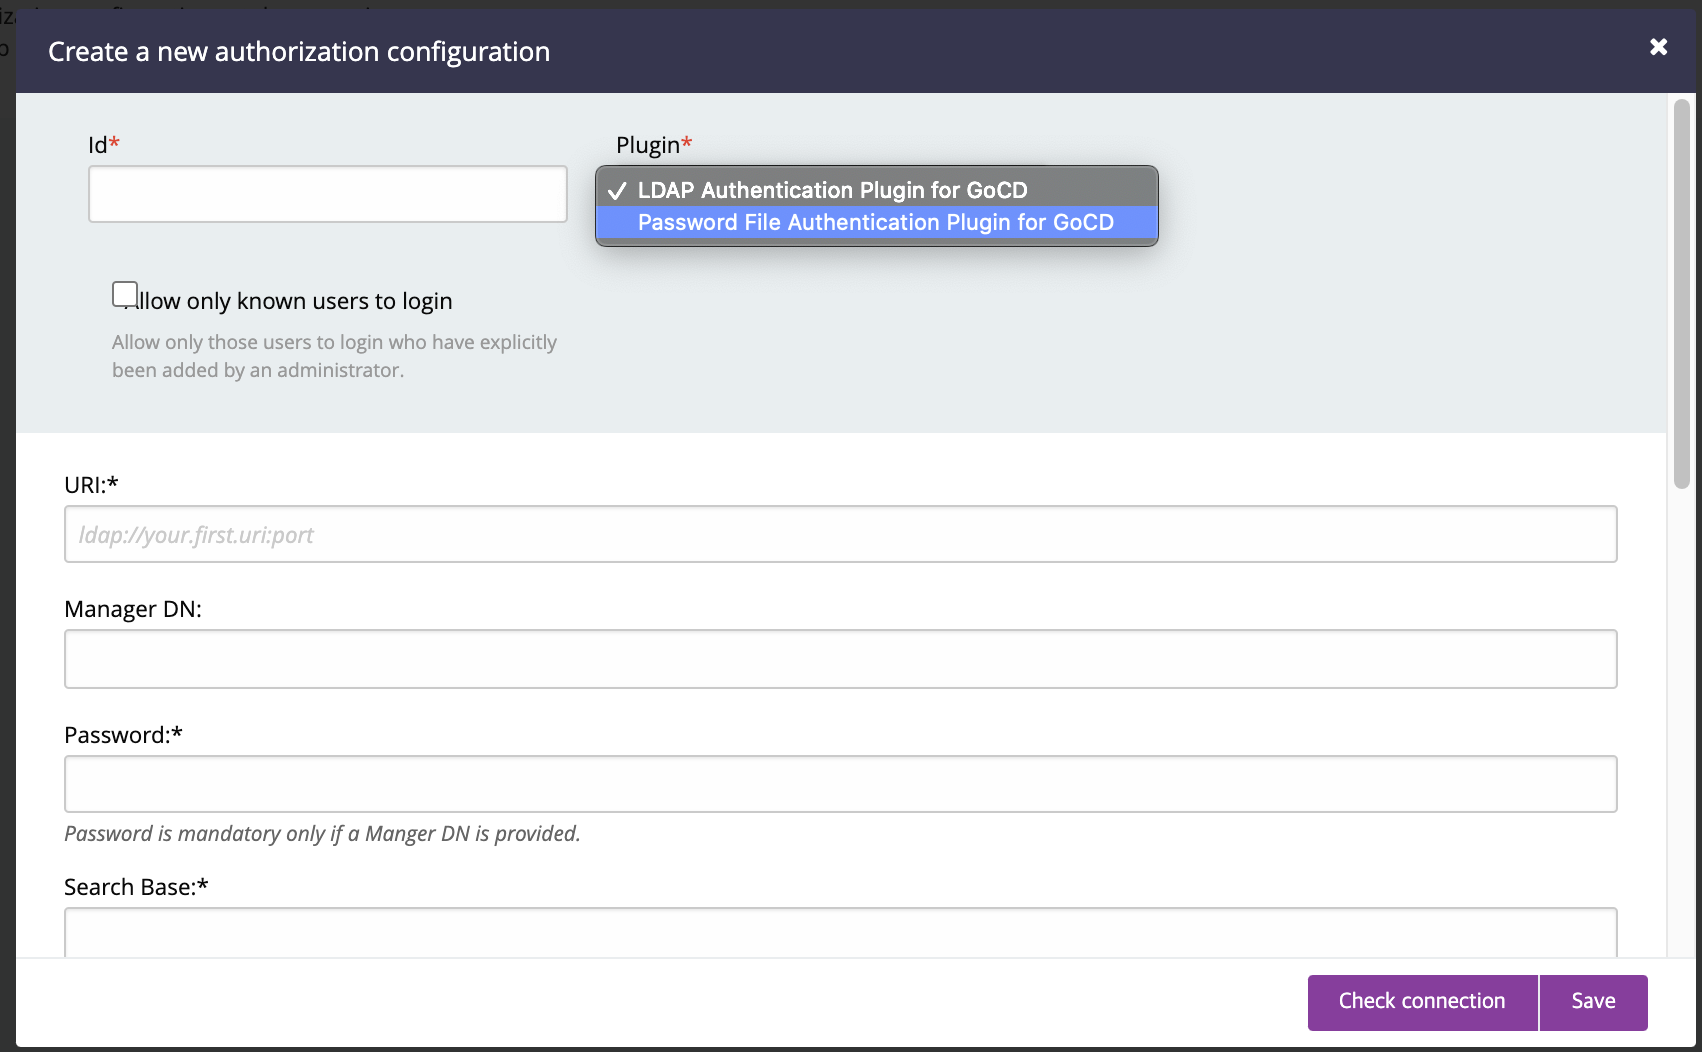 Create a new authorization configuration
Id*
Plugin*
LDAP Authentication Plugin for GoCD
Password File Authentication Plugin for GoCD
llow only known users to login
Allow only those users to login who have explicitly
been added by an administrator.
URI:*
ldap://your.first.uri:port
Manager DN:
Password:*
Password is mandatory only if a Manger DN is provided.
Search Base:*
Check connection
Save